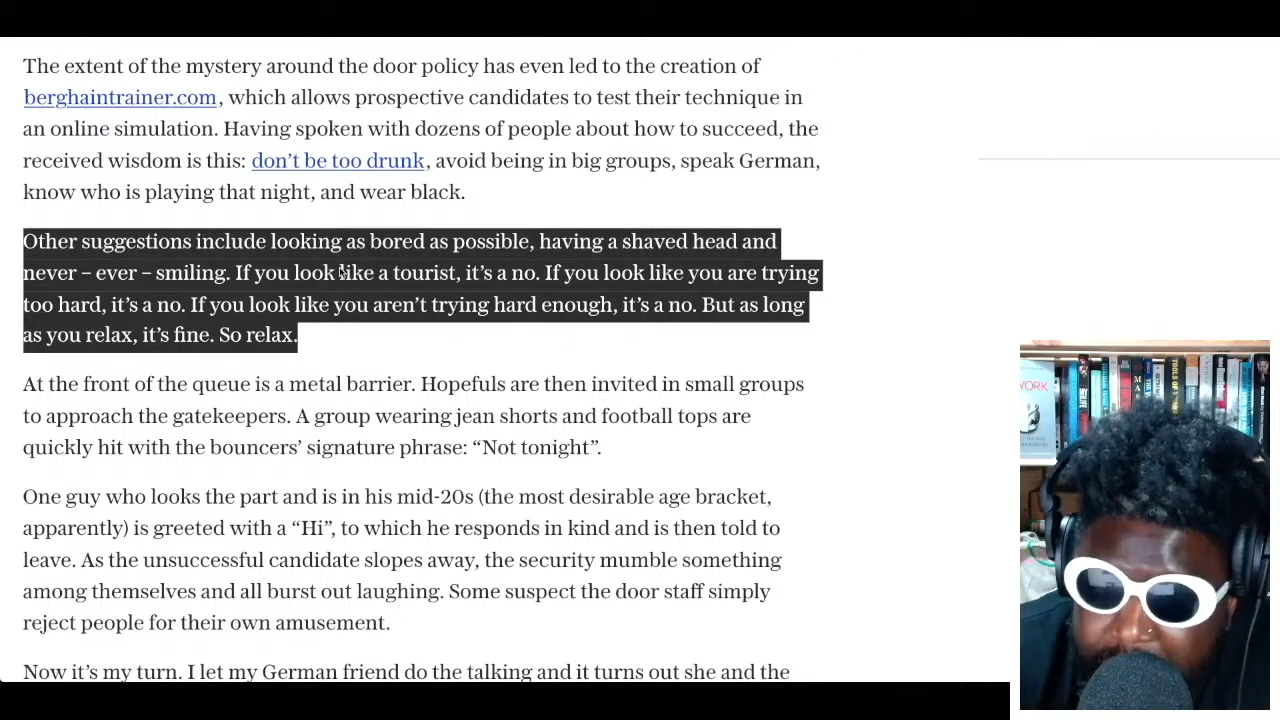 The extent of the mystery around the door policy has even led to the creation of
berghaintrainer.com, which allows prospective candidates to test their technique in
an online simulation. Having spoken with dozens of people about how to succeed, the
received wisdom is this: don’t be too drunk, avoid being in big groups, speak German,
know who is playing that night, and wear black.
Other suggestions include looking as bored as possible, having a shaved head and
never – ever – smiling. If you look like a tourist, it’s a no. If you look like you are trying
too hard, it’s a no. If you look like you aren’t trying hard enough, it’s a no. But as long
as you relax, it’s fine. So relax.
At the front of the queue is a metal barrier. Hopefuls are then invited in small groups
to approach the gatekeepers. A group wearing jean shorts and football tops are
quickly hit with the bouncers’ signature phrase: “Not tonight”.
One guy who looks the part and is in his mid-20s (the most desirable age bracket,
apparently) is greeted with a “Hi”, to which he responds in kind and is then told to
leave. As the unsuccessful candidate slopes away, the security mumble something
among themselves and all burst out laughing. Some suspect the door staff simply
reject people for their own amusement.
Now it’s my turn. I let my German friend do the talking and it turns out she and the
WORK